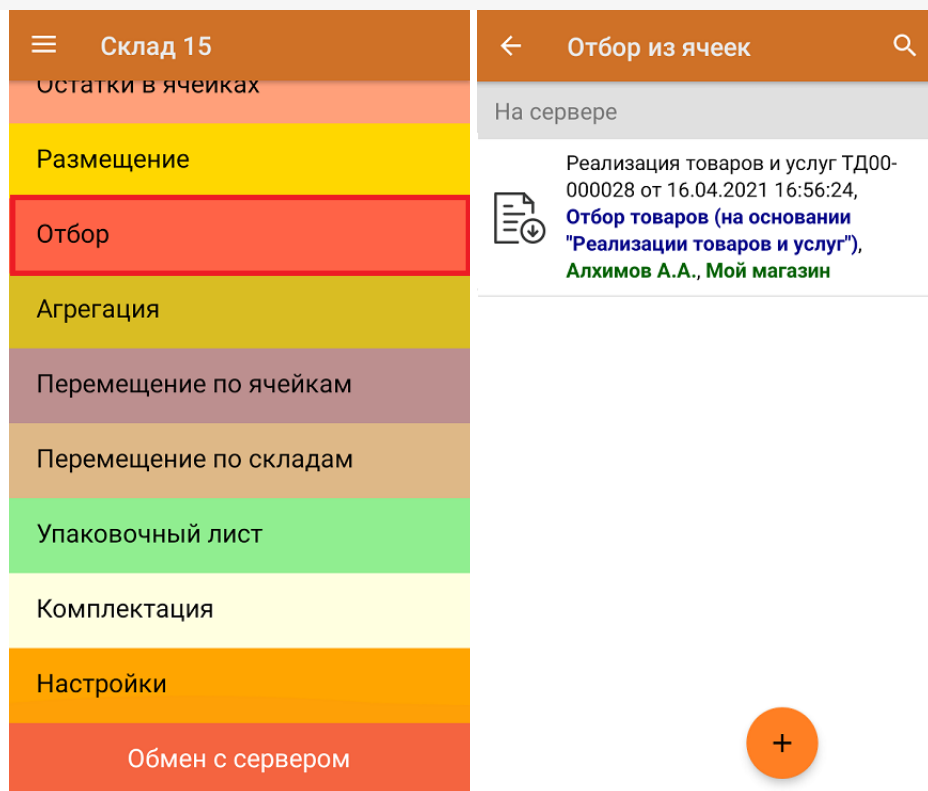 Склад 15
Остатки в ячейках
Размещение
Отбор
Агрегация
Перемещение по ячейкам
Перемещение по складам
Упаковочный лист
Комплектация
Настройки
Обмен с сервером
Отбор из ячеек
На сервере
Реализация товаров и услуг ТД00-
000028 от 16.04.2021 16:56:24,
Отбор товаров (на основании
"Реализации товаров и услуг"),
Алхимов А.А., Мой магазин
+